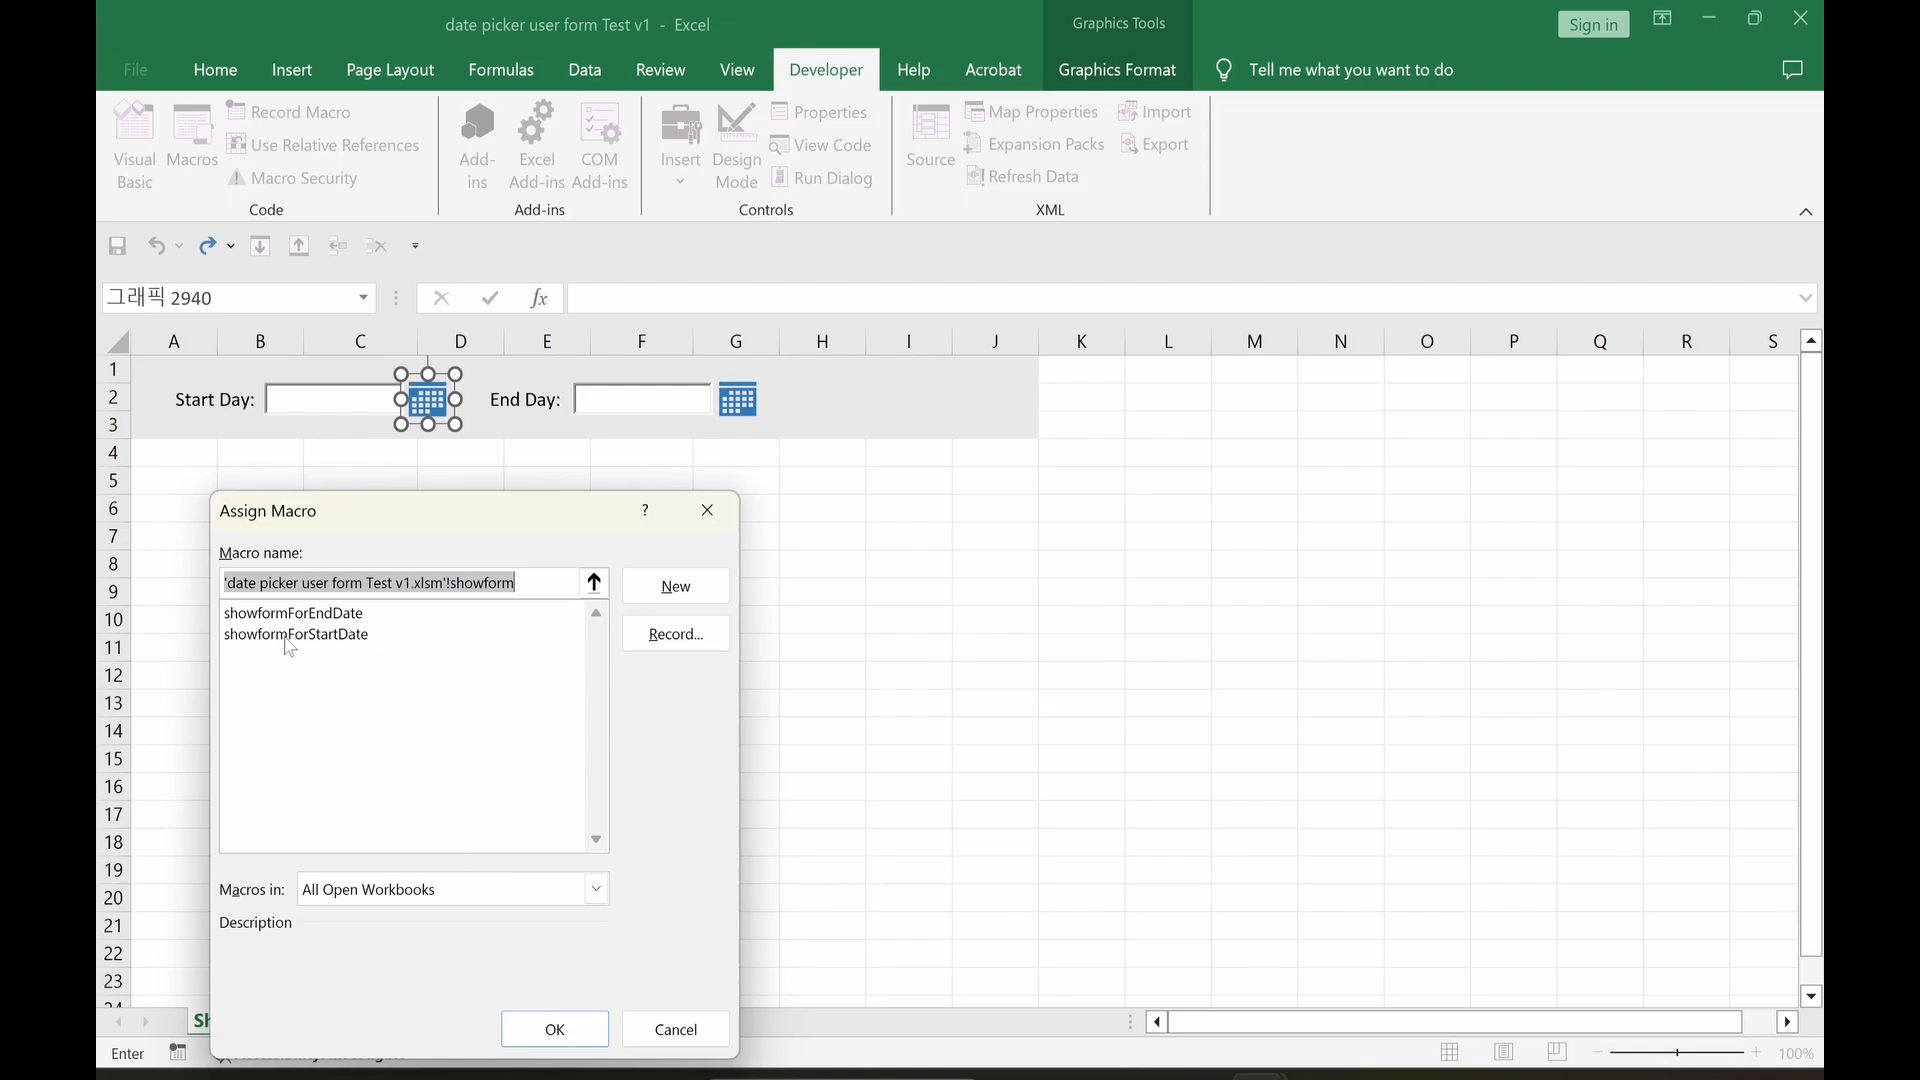 date picker user form Test v1 - Excel
Graphics Tools
Sign in
File
Home
Insert
Page Layout
Formulas
Data
Review
View
Developer
Help
Acrobat
Graphics Format
Tell me what you want to do
Visual Basic
Macros
Record Macro
Use Relative References
Macro Security
Code
Add-ins
Excel Add-ins
COM Add-ins
Add-ins
Insert
Design Mode
Properties
View Code
Run Dialog
Controls
Source
Map Properties
Expansion Packs
Refresh Data
Import
Export
XML
그래픽 2940
fx
A B C D E F G H I J K L M N O P Q R S
1
2
3
Start Day:
End Day:
4
5
6
7
8
9
10
11
12
13
14
15
16
17
18
19
20
21
22
23
24
Assign Macro
?
Macro name:
'date picker user form Test v1.xlsm'!showform
New
showformForEndDate
showformForStartDate
Record...
Macros in:
All Open Workbooks
Description
OK
Cancel
Sh
Enter
100%